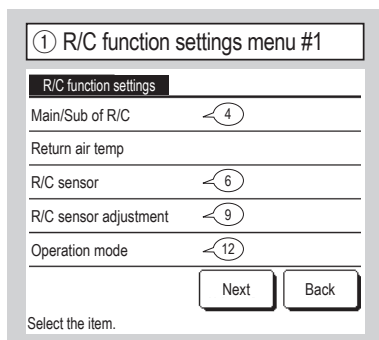 ① R/C function settings menu #1
R/C function settings
Main/Sub of R/C 4
Return air temp
R/C sensor 6
R/C sensor adjustment 9
Operation mode 12
Next Back
Select the item.